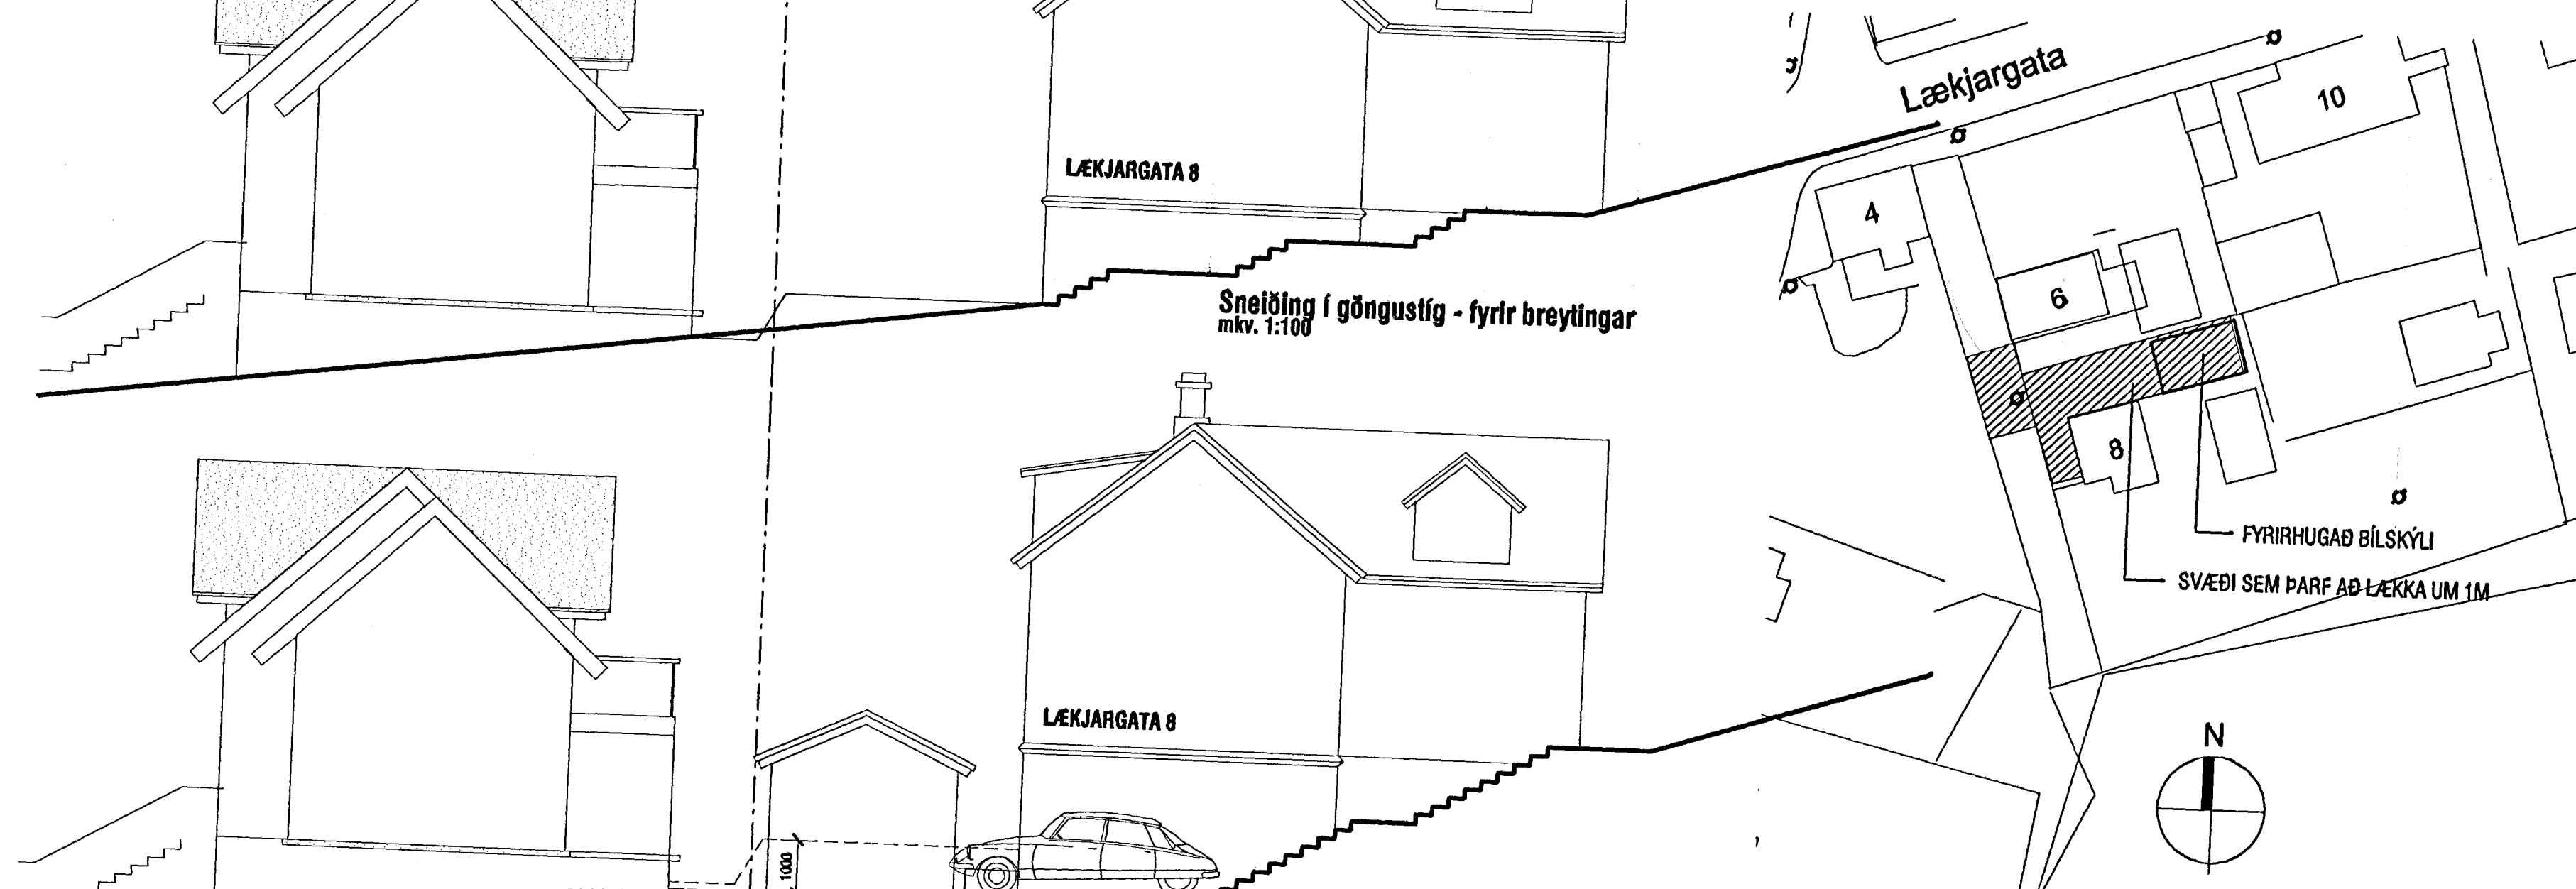 LÆKJARGATA 8
Sneiðing í göngustíg - fyrir breytingar
mkv. 1:100
LÆKJARGATA 8
1000
Lækjargata
10
4
6
8
FYRIRHUGAÐ BÍLSKÝLI
SVÆÐI SEM ÞARF AÐ LÆKKA UM 1M
N